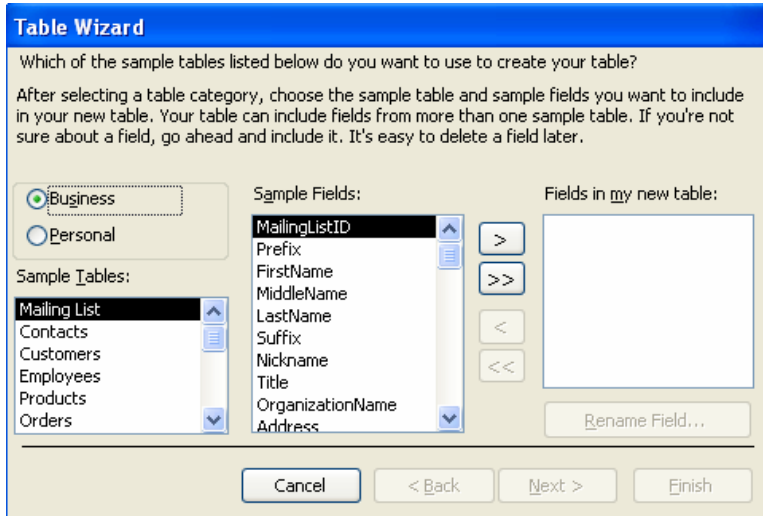 Table Wizard
Which of the sample tables listed below do you want to use to create your table?
After selecting a table category, choose the sample table and sample fields you want to include
in your new table. Your table can include fields from more than one sample table. If you're not
sure about a field, go ahead and include it. It's easy to delete a field later.
Business
Personal
Sample Tables:
Mailing List
Contacts
Customers
Employees
Products
Orders
Sample Fields:
MailingListID
Prefix
FirstName
MiddleName
LastName
Suffix
Nickname
Title
OrganizationName
Address
>
>>
<
<<
Fields in my new table:
Rename Field...
Cancel
< Back
Next >
Finish